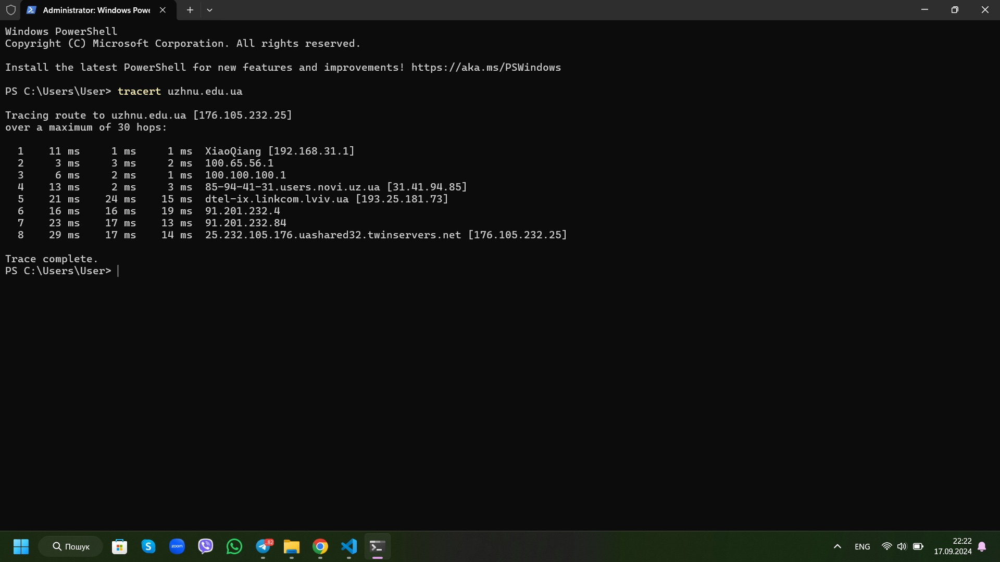 Administrator: Windows Powe
Windows PowerShell
Copyright (C) Microsoft Corporation. All rights reserved.
Install the latest PowerShell for new features and improvements! https://aka.ms/PSWindows
PS C:\Users\User> tracert uzhnu.edu.ua
Tracing route to uzhnu.edu.ua [176.105.232.25]
over a maximum of 30 hops:
1 11 ms 1 ms 1 ms XiaoQiang [192.168.31.1]
2 3 ms 3 ms 2 ms 100.65.56.1
3 6 ms 2 ms 1 ms 100.100.100.1
4 13 ms 2 ms 3 ms 85-94-41-31.users.novi.uz.ua [31.41.94.85]
5 21 ms 24 ms 15 ms dtel-ix.linkcom.lviv.ua [193.25.181.73]
6 16 ms 16 ms 19 ms 91.201.232.4
7 23 ms 17 ms 13 ms 91.201.232.84
8 29 ms 17 ms 14 ms 25.232.105.176.uashared32.twinservers.net [176.105.232.25]
Trace complete.
PS C:\Users\User>
Пошук
S
zoom
..82
ENG
22:22
17.09.2024